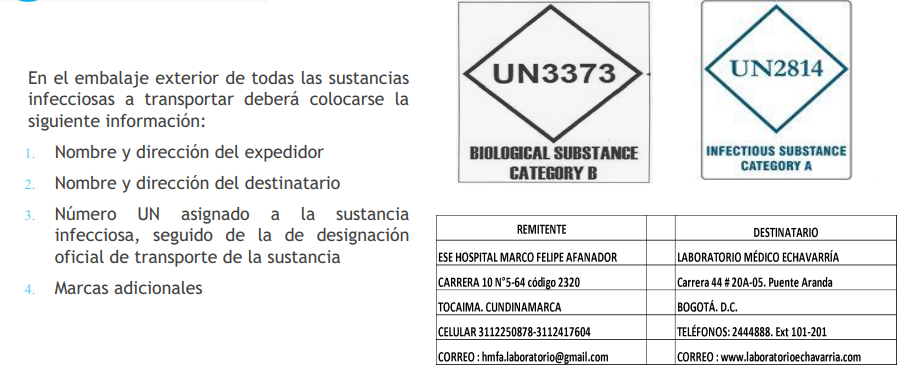 En el embalaje exterior de todas las sustancias
infecciosas a transportar deberá colocarse la
siguiente información:
1. Nombre y dirección del expedidor
2. Nombre y dirección del destinatario
3. Número UN asignado a la sustancia
infecciosa, seguido de la de designación
oficial de transporte de la sustancia
4. Marcas adicionales
UN3373
BIOLOGICAL SUBSTANCE
CATEGORY B
UN2814
INFECTIOUS SUBSTANCE
CATEGORY A
REMITENTE DESTINATARIO
ESE HOSPITAL MARCO FELIPE AFANADOR LABORATORIO MÉDICO ECHAVARRÍA
CARRERA 10 N°5-64 código 2320 Carrera 44 # 20A-05. Puente Aranda
TOCAIMA. CUNDINAMARCA BOGOTÁ. D.C.
CELULAR 3112250878-3112417604 TELÉFONOS: 2444888. Ext 101-201
CORREO : hmfa.laboratorio@gmail.com CORREO : www.laboratorioechavarria.com